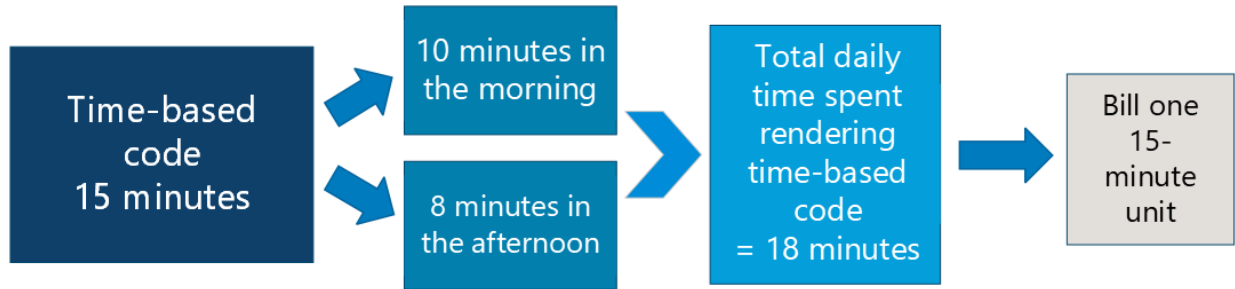 Time-based
code
15 minutes
10 minutes in
the morning
8 minutes in
the afternoon
Total daily
time spent
rendering
time-based
code
= 18 minutes
Bill one
15-
minute
unit